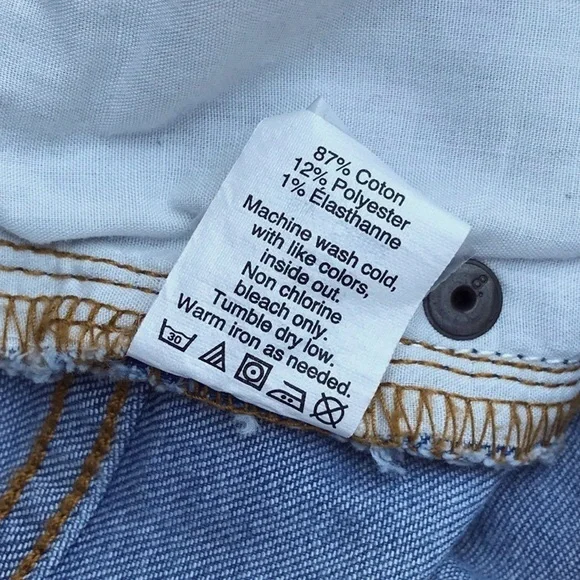 87% Coton
12% Polyester
1% Élasthanne
Machine wash cold,
with like colors,
inside out.
Non chlorine
bleach only.
Tumble dry low.
Warm iron as needed.
30
8